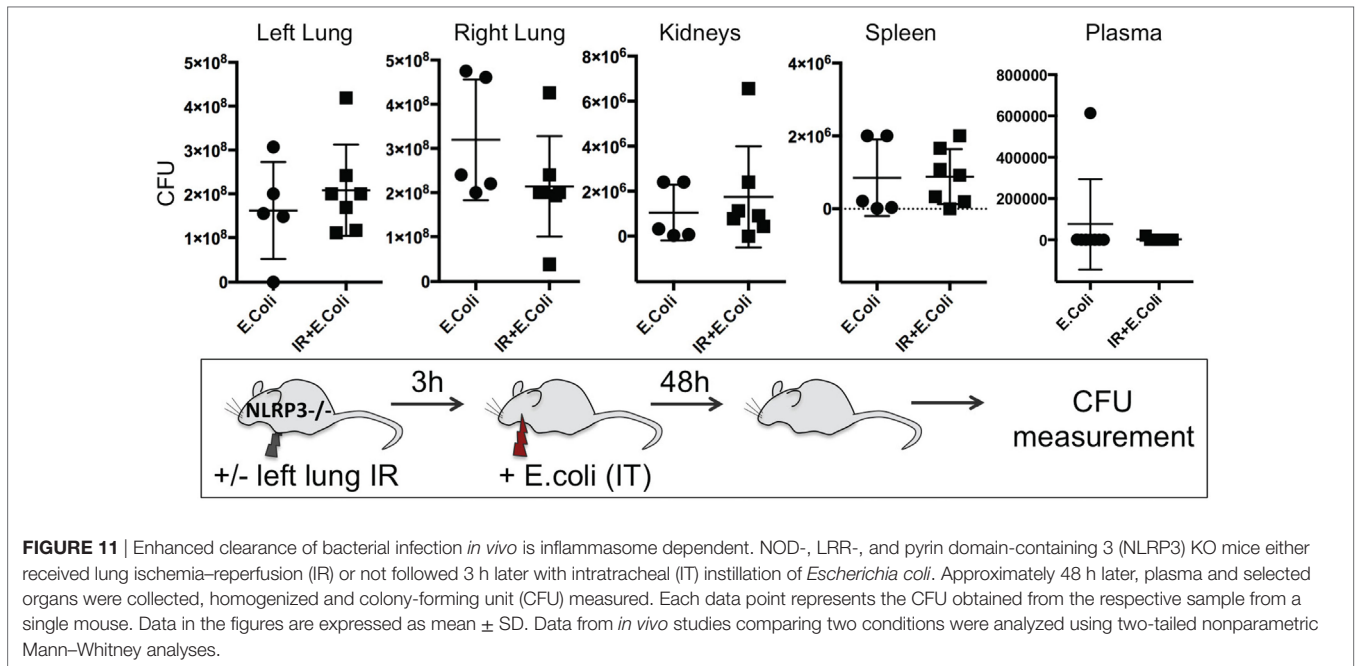 Left Lung
Right Lung
Kidneys
Spleen
Plasma
CFU
5×10⁸
4×10⁸
3×10⁸
2×10⁸
1×10⁸
0
E.Coli
IR+E.Coli
5×10⁸
4×10⁸
3×10⁸
2×10⁸
1×10⁸
0
E.Coli
IR+E.Coli
8×10⁶
6×10⁶
4×10⁶
2×10⁶
0
E.Coli
IR+E.Coli
4×10⁶
2×10⁶
0
E.Coli
IR+E.Coli
800000
600000
400000
200000
0
E.Coli
IR+E.Coli
NLRP3-/-
3h
48h
+/- left lung IR
+ E.coli (IT)
CFU
measurement
FIGURE 11 | Enhanced clearance of bacterial infection in vivo is inflammasome dependent. NOD-, LRR-, and pyrin domain-containing 3 (NLRP3) KO mice either
received lung ischemia–reperfusion (IR) or not followed 3 h later with intratracheal (IT) instillation of Escherichia coli. Approximately 48 h later, plasma and selected
organs were collected, homogenized and colony-forming unit (CFU) measured. Each data point represents the CFU obtained from the respective sample from a
single mouse. Data in the figures are expressed as mean ± SD. Data from in vivo studies comparing two conditions were analyzed using two-tailed nonparametric
Mann–Whitney analyses.